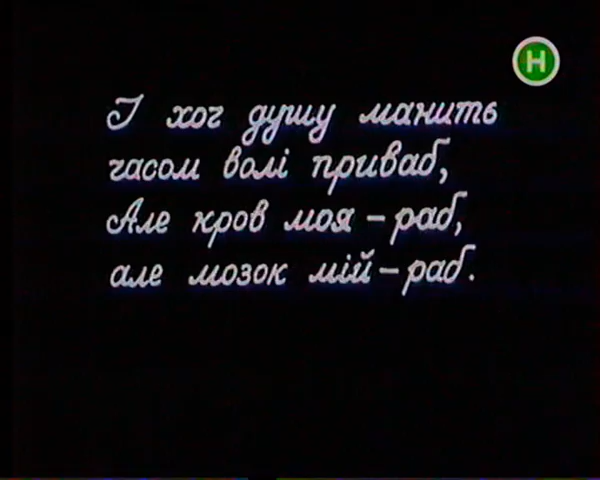 Н
І хоч душу манить
часом волі приваб,
Але кров моя – раб,
але мозок мій – раб.